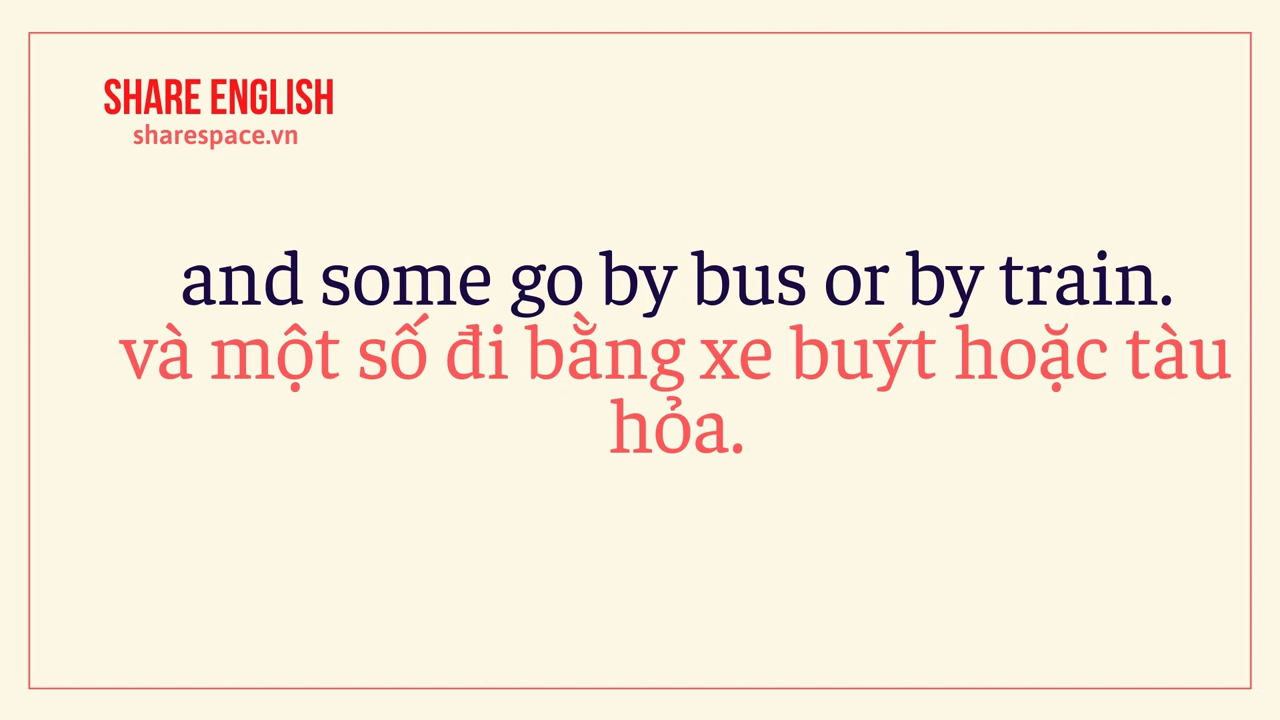 SHARE ENGLISH
sharespace.vn
and some go by bus or by train.
và một số đi bằng xe buýt hoặc tàu
hỏa.